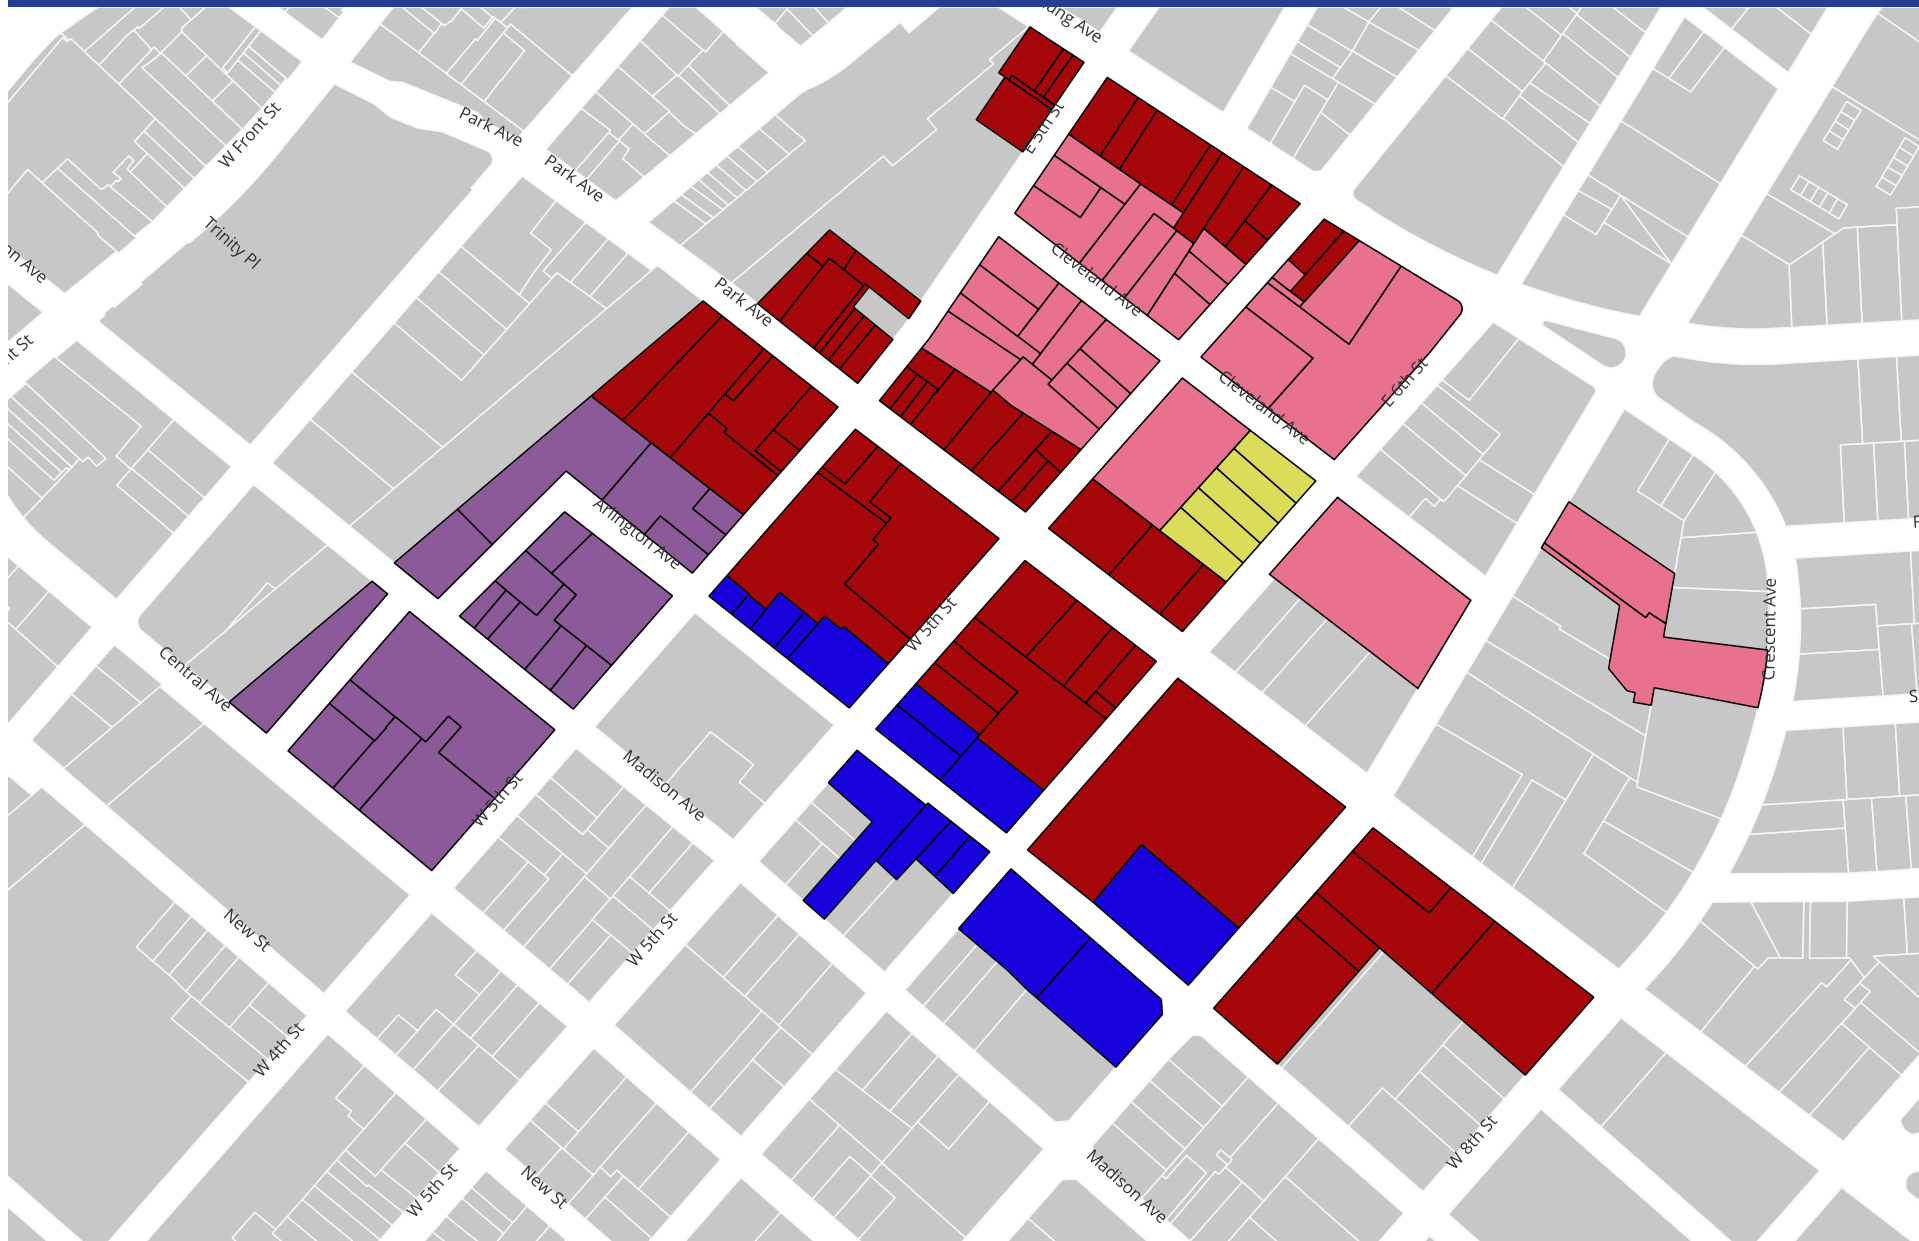 Park Ave
W Front St
Park Ave
Trinity Pl
E 5th St
Cleveland Ave
Park Ave
Cleveland Ave
E 6th St
Arlington Ave
W 5th St
Crescent Ave
Central Ave
Madison Ave
W 5th St
New St
W 5th St
W 4th St
W 8th St
W 5th St
New St
Madison Ave